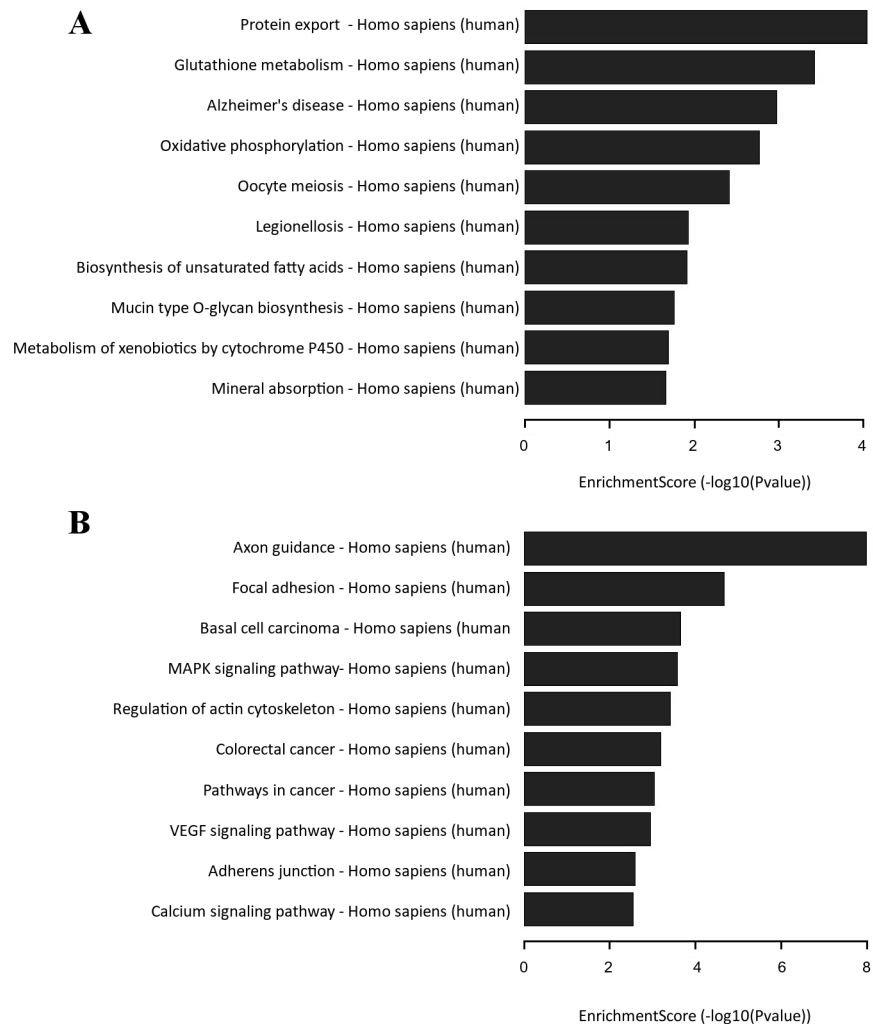 A
Protein export  - Homo sapiens (human)
Glutathione metabolism - Homo sapiens (human)
Alzheimer's disease - Homo sapiens (human)
Oxidative phosphorylation - Homo sapiens (human)
Oocyte meiosis - Homo sapiens (human)
Legionellosis - Homo sapiens (human)
Biosynthesis of unsaturated fatty acids - Homo sapiens (human)
Mucin type O-glycan biosynthesis - Homo sapiens (human)
Metabolism of xenobiotics by cytochrome P450 - Homo sapiens (human)
Mineral absorption - Homo sapiens (human)
0 1 2 3 4
EnrichmentScore (-log10(Pvalue))
B
Axon guidance - Homo sapiens (human)
Focal adhesion - Homo sapiens (human)
Basal cell carcinoma - Homo sapiens (human
MAPK signaling pathway- Homo sapiens (human)
Regulation of actin cytoskeleton - Homo sapiens (human)
Colorectal cancer - Homo sapiens (human)
Pathways in cancer - Homo sapiens (human)
VEGF signaling pathway - Homo sapiens (human)
Adherens junction - Homo sapiens (human)
Calcium signaling pathway - Homo sapiens (human)
0 2 4 6 8
EnrichmentScore (-log10(Pvalue))